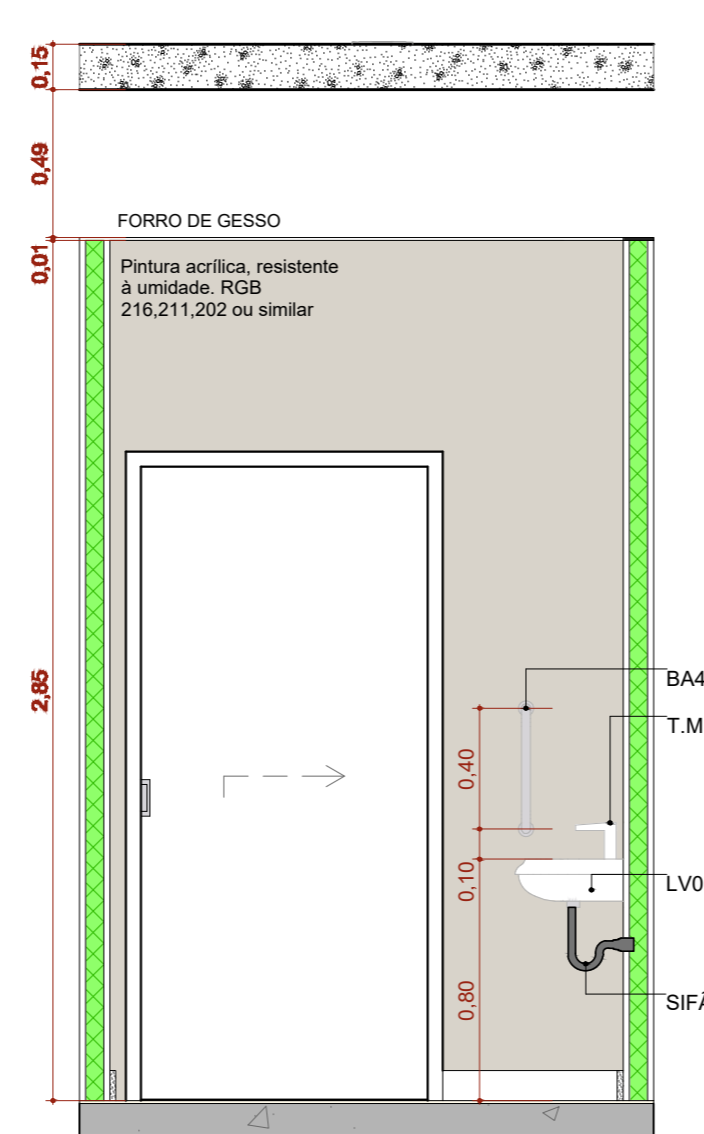 0,15
0,49
FORRO DE GESSO
0,01
Pintura acrílica, resistente
à umidade. RGB
216,211,202 ou similar
2,85
BA4
T.M
0,40
0,10
LV0
0,80
SIFÃ